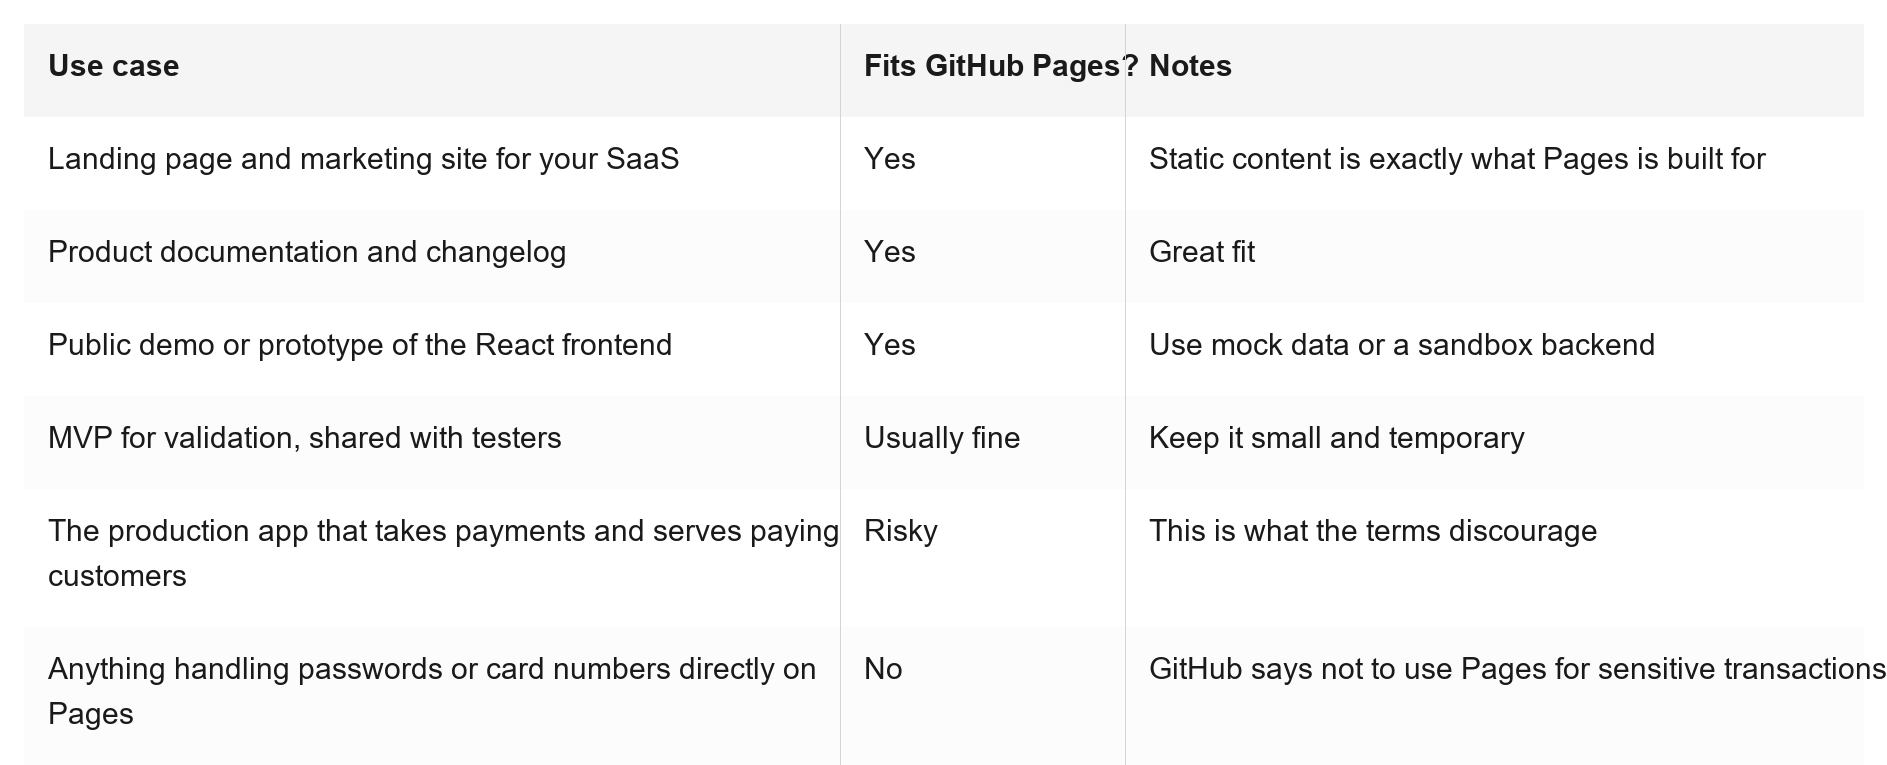 Use case Fits GitHub Pages? Notes
Landing page and marketing site for your SaaS Yes Static content is exactly what Pages is built for
Product documentation and changelog Yes Great fit
Public demo or prototype of the React frontend Yes Use mock data or a sandbox backend
MVP for validation, shared with testers Usually fine Keep it small and temporary
The production app that takes payments and serves paying Risky This is what the terms discourage
customers
Anything handling passwords or card numbers directly on No GitHub says not to use Pages for sensitive transactions
Pages